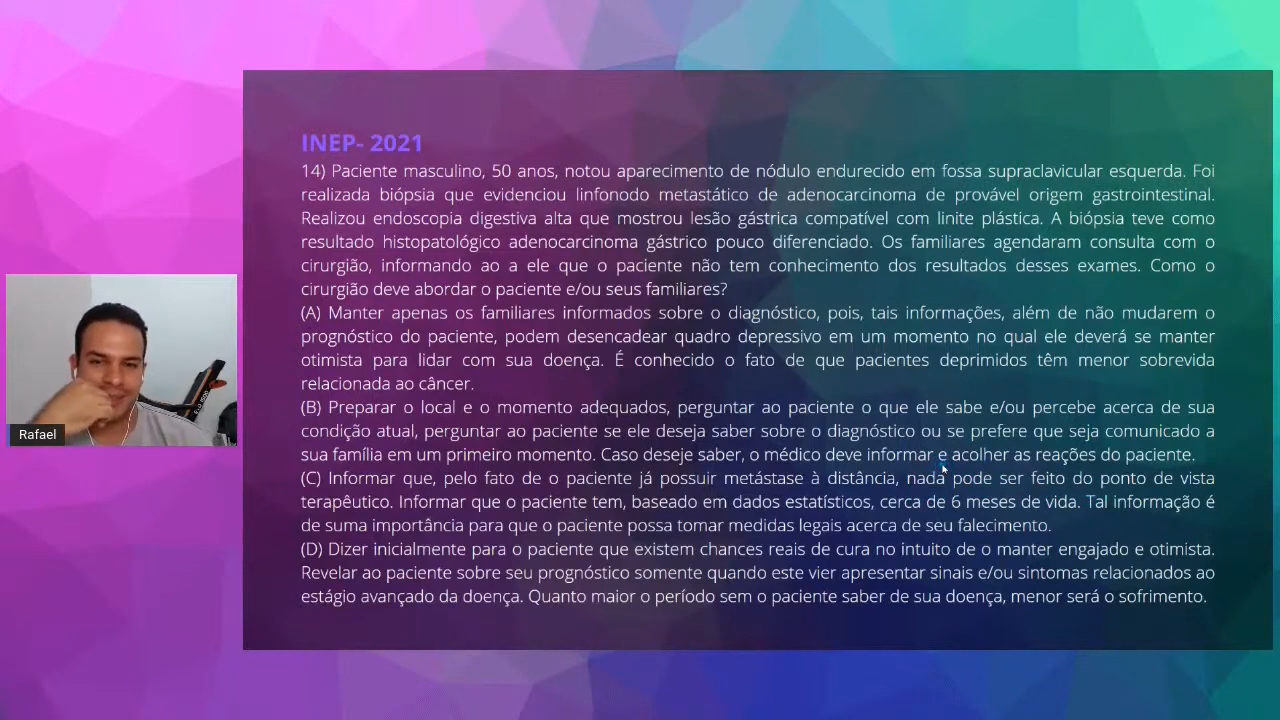 INEP- 2021
14) Paciente masculino, 50 anos, notou aparecimento de nódulo endurecido em fossa supraclavicular esquerda. Foi
realizada biópsia que evidenciou linfonodo metastático de adenocarcinoma de provável origem gastrointestinal.
Realizou endoscopia digestiva alta que mostrou lesão gástrica compatível com linite plástica. A biópsia teve como
resultado histopatológico adenocarcinoma gástrico pouco diferenciado. Os familiares agendaram consulta com o
cirurgião, informando ao a ele que o paciente não tem conhecimento dos resultados desses exames. Como o
cirurgião deve abordar o paciente e/ou seus familiares?
(A) Manter apenas os familiares informados sobre o diagnóstico, pois, tais informações, além de não mudarem o
prognóstico do paciente, podem desencadear quadro depressivo em um momento no qual ele deverá se manter
otimista para lidar com sua doença. É conhecido o fato de que pacientes deprimidos têm menor sobrevida
relacionada ao câncer.
(B) Preparar o local e o momento adequados, perguntar ao paciente o que ele sabe e/ou percebe acerca de sua
condição atual, perguntar ao paciente se ele deseja saber sobre o diagnóstico ou se prefere que seja comunicado a
sua família em um primeiro momento. Caso deseje saber, o médico deve informar e acolher as reações do paciente.
(C) Informar que, pelo fato de o paciente já possuir metástase à distância, nada pode ser feito do ponto de vista
terapêutico. Informar que o paciente tem, baseado em dados estatísticos, cerca de 6 meses de vida. Tal informação é
de suma importância para que o paciente possa tomar medidas legais acerca de seu falecimento.
(D) Dizer inicialmente para o paciente que existem chances reais de cura no intuito de o manter engajado e otimista.
Revelar ao paciente sobre seu prognóstico somente quando este vier apresentar sinais e/ou sintomas relacionados ao
estágio avançado da doença. Quanto maior o período sem o paciente saber de sua doença, menor será o sofrimento.
Rafael